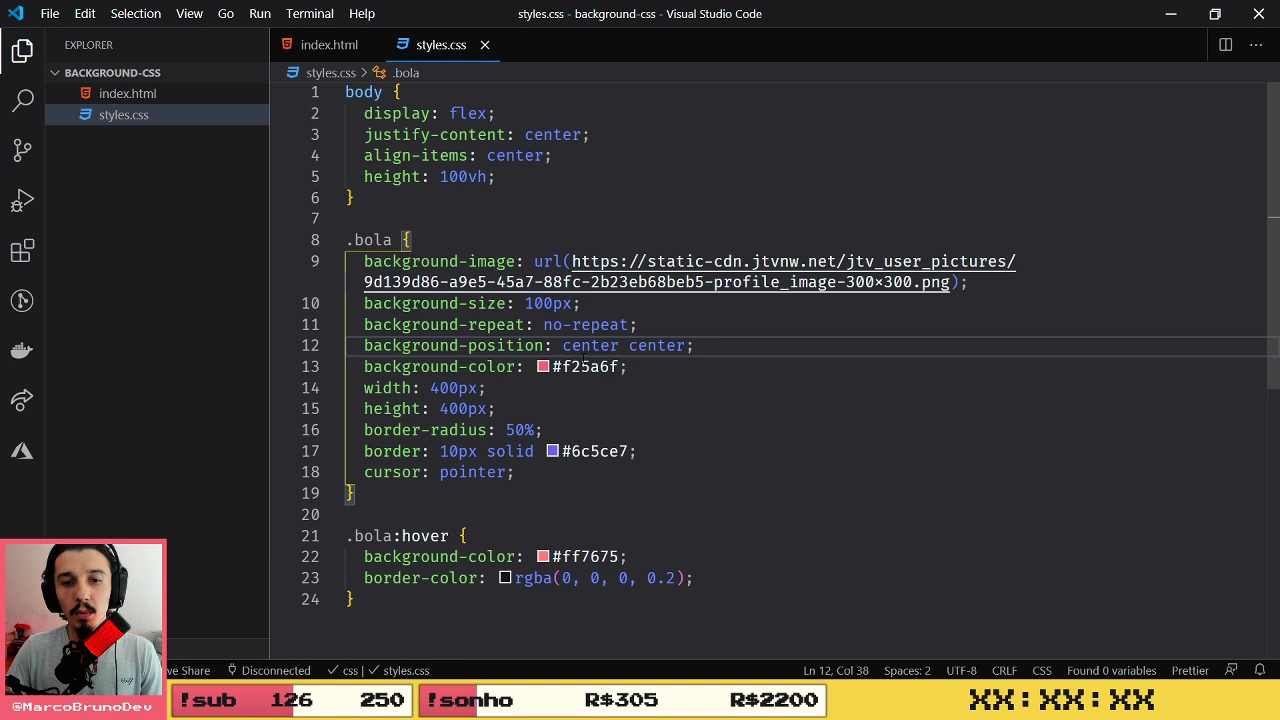 File Edit Selection View Go Run Terminal Help styles.css - background-css - Visual Studio Code
EXPLORER
BACKGROUND-CSS
index.html
styles.css
index.html styles.css
styles.css > .bola
1 body {
2 display: flex;
3 justify-content: center;
4 align-items: center;
5 height: 100vh;
6 }
7
8 .bola {
9 background-image: url(https://static-cdn.jtvnw.net/jtv_user_pictures/
9d139d86-a9e5-45a7-88fc-2b23eb68beb5-profile_image-300×300.png);
10 background-size: 100px;
11 background-repeat: no-repeat;
12 background-position: center center;
13 background-color: #f25a6f;
14 width: 400px;
15 height: 400px;
16 border-radius: 50%;
17 border: 10px solid #6c5ce7;
18 cursor: pointer;
19 }
20
21 .bola:hover {
22 background-color: #ff7675;
23 border-color: rgba(0, 0, 0, 0.2);
24 }
ve Share Disconnected css | styles.css Ln 12, Col 38 Spaces: 2 UTF-8 CRLF CSS Found 0 variables Prettier
@MarcoBrunoDev !sub 126 250 !sonho R$305 R$2200 XX:XX:XX